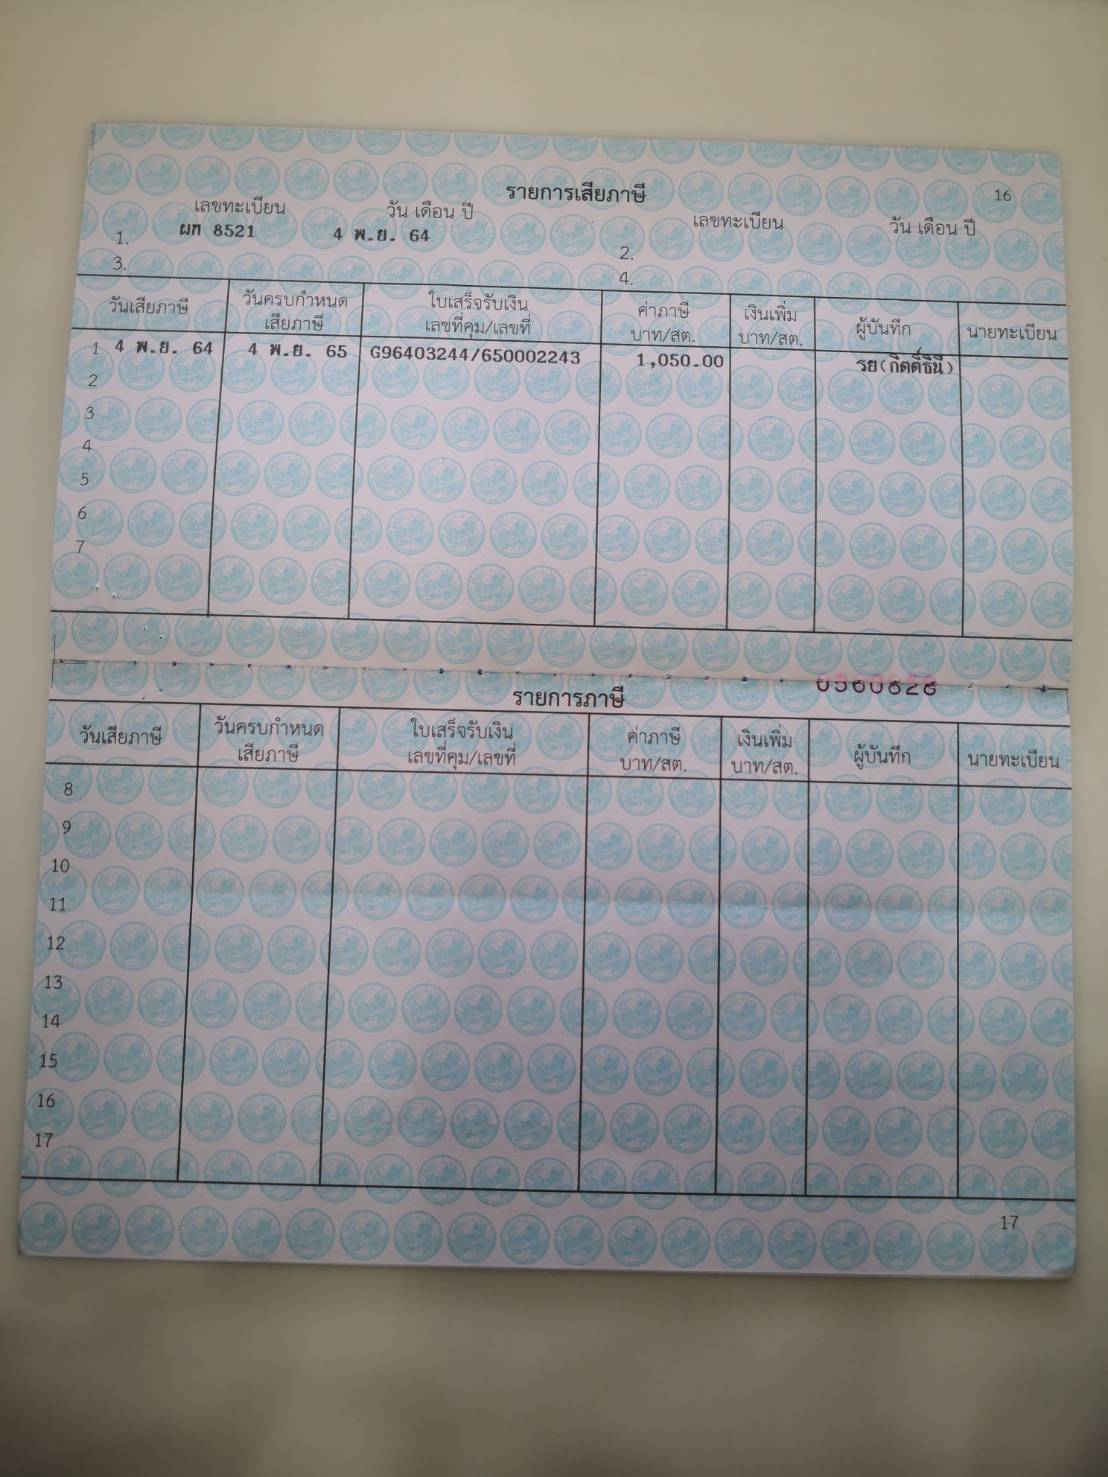 รายการเสียภาษี 16
เลขทะเบียน วัน เดือน ปี เลขทะเบียน วัน เดือน ปี
1. ผก 8521 4 พ.ย. 64 2.
3. 4.
วันเสียภาษี วันครบกำหนด เสียภาษี ใบเสร็จรับเงิน เลขที่คุม/เลขที่ ค่าภาษี บาท/สต. เงินเพิ่ม บาท/สต. ผู้บันทึก นายทะเบียน
1 4 พ.ย. 64 4 พ.ย. 65 G96403244/650002243 1,050.00 รย(กิตติ์ธินี)
2
3
4
5
6
7
รายการภาษี
วันเสียภาษี วันครบกำหนด เสียภาษี ใบเสร็จรับเงิน เลขที่คุม/เลขที่ ค่าภาษี บาท/สต. เงินเพิ่ม บาท/สต. ผู้บันทึก นายทะเบียน
8
9
10
11
12
13
14
15
16
17
17